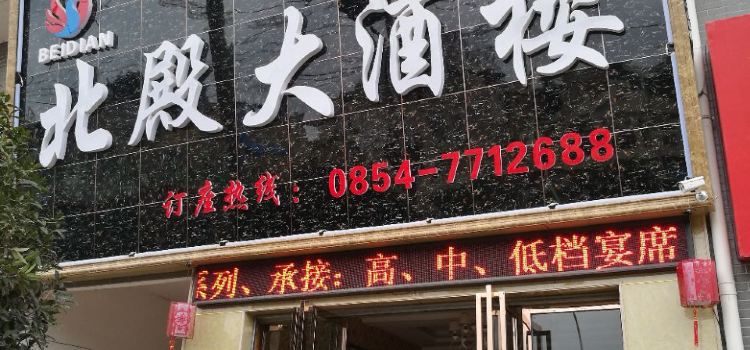 BEIDIAN
北殿大酒楼
订座热线：0854-7712688
系列、承接：高、中、低档宴席